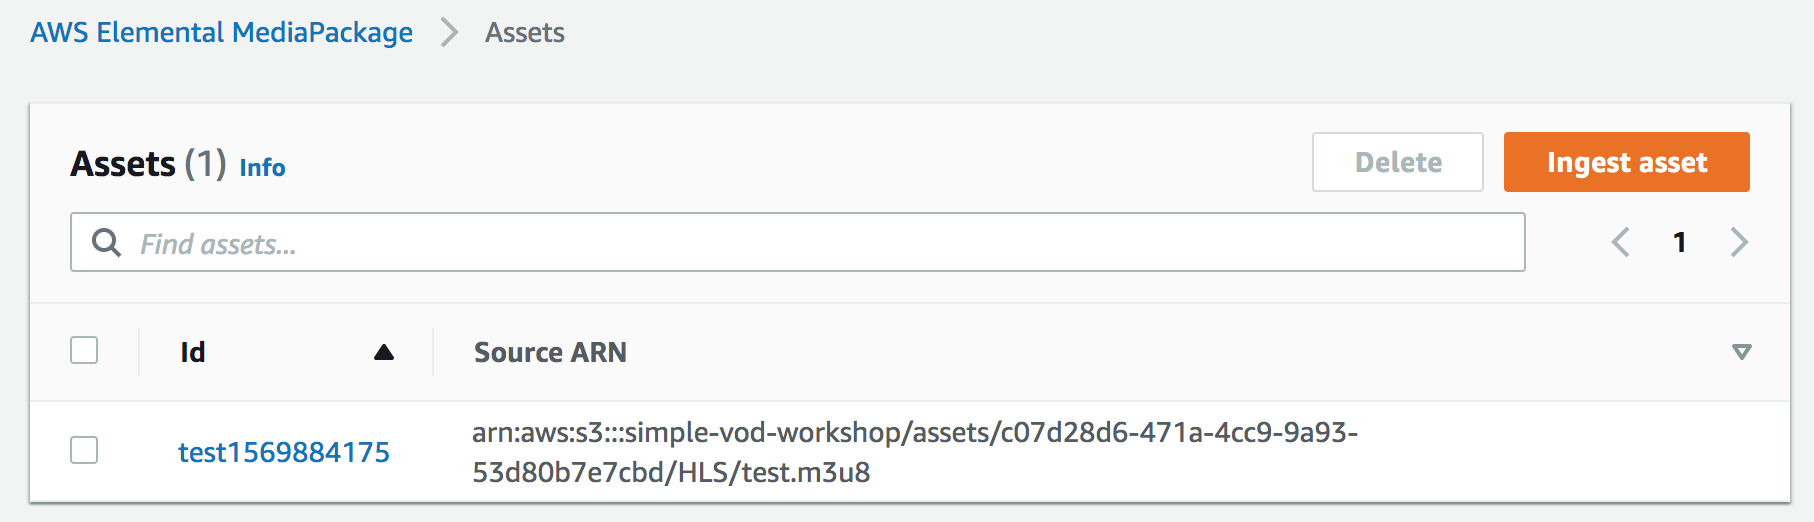 AWS Elemental MediaPackage > Assets
Assets (1) Info
Delete
Ingest asset
Find assets...
1
Id
Source ARN
test1569884175
arn:aws:s3:::simple-vod-workshop/assets/c07d28d6-471a-4cc9-9a93-
53d80b7e7cbd/HLS/test.m3u8